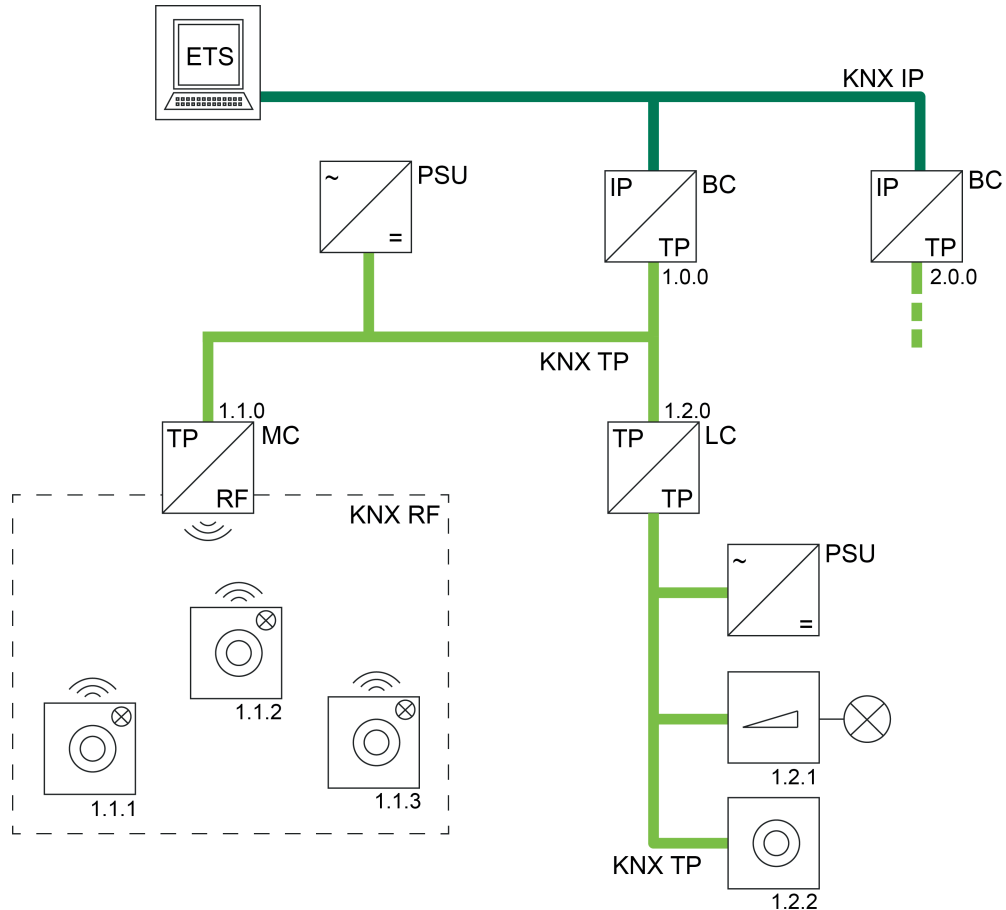 ETS
KNX IP
~
=
PSU
IP
TP
BC
1.0.0
IP
TP
BC
2.0.0
KNX TP
1.1.0
TP
RF
MC
1.2.0
TP
TP
LC
KNX RF
~
=
PSU
1.1.2
1.1.1
1.1.3
1.2.1
KNX TP
1.2.2